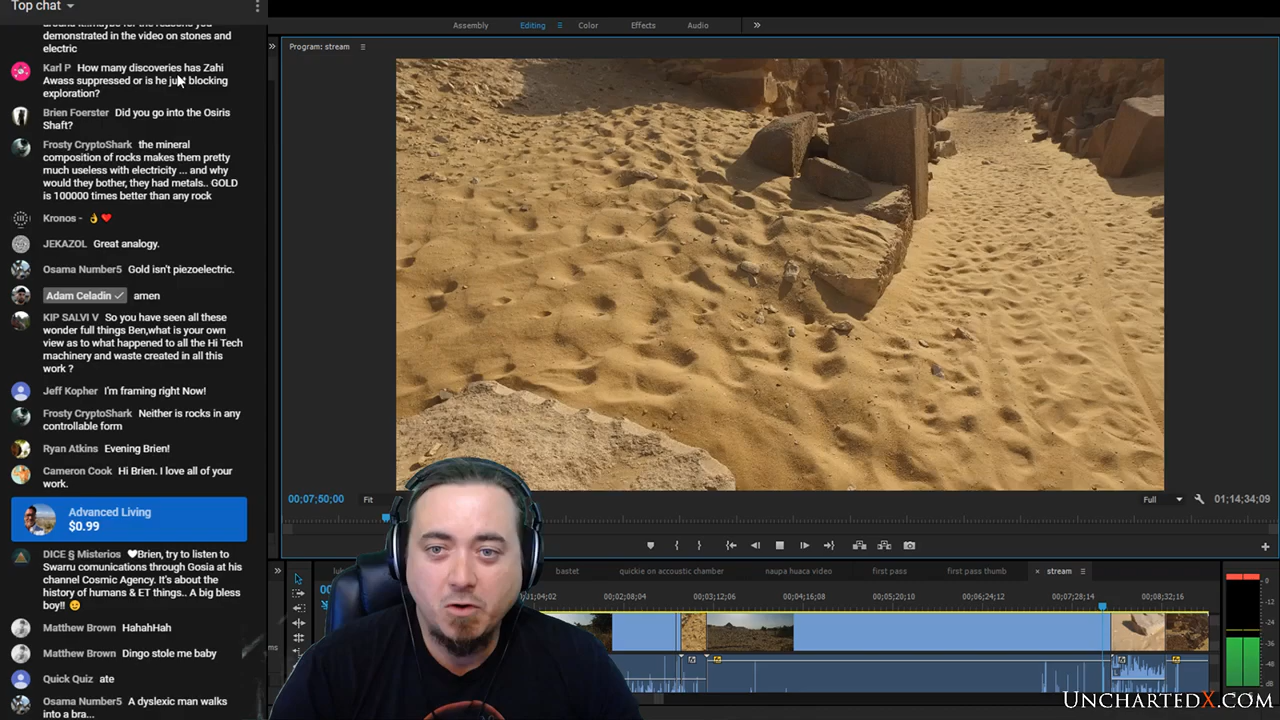 Top chat
around it..maybe for the reasons you
demonstrated in the video on stones and
electric
Karl P How many discoveries has Zahi
Awass suppressed or is he just blocking
exploration?
Brien Foerster Did you go into the Osiris
Shaft?
Frosty CryptoShark the mineral
composition of rocks makes them pretty
much useless with electricity ... and why
would they bother, they had metals.. GOLD
is 100000 times better than any rock
Kronos - 👌❤️
JEKAZOL Great analogy.
Osama Number5 Gold isn't piezoelectric.
Adam Celadin amen
KIP SALVI V So you have seen all these
wonder full things Ben,what is your own
view as to what happened to all the Hi Tech
machinery and waste created in all this
work ?
Jeff Kopher I'm framing right Now!
Frosty CryptoShark Neither is rocks in any
controllable form
Ryan Atkins Evening Brien!
Cameron Cook Hi Brien. I love all of your
work.
Advanced Living
$0.99
DICE § Misterios ❤Brien, try to listen to
Swarru comunications through Gosia at his
channel Cosmic Agency. It's about the
history of humans & ET things.. A big bless
boy!! 🙂
Matthew Brown HahahHah
Matthew Brown Dingo stole me baby
Quick Quiz ate
Osama Number5 A dyslexic man walks
into a bra...
Assembly Editing Color Effects Audio
Program: stream
00;07;50;00 Fit Full 01;14;34;09
bastet quickie on accoustic chamber naupa huaca video first pass first pass thumb stream
00;02;08;04 00;03;12;06 00;04;16;08 00;05;20;10 00;06;24;12 00;07;28;14 00;08;32;16
UnchartedX.com